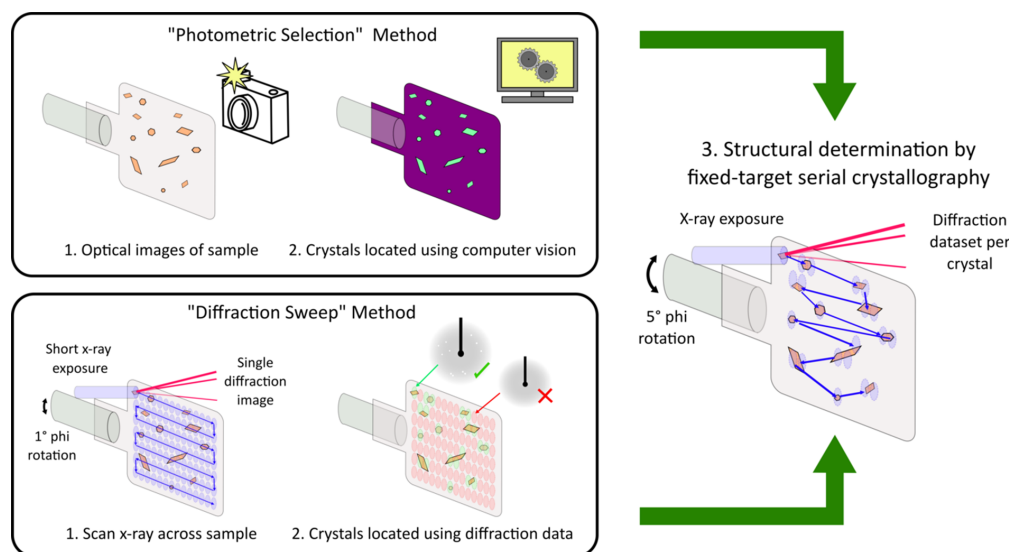 "Photometric Selection" Method
1. Optical images of sample
2. Crystals located using computer vision
"Diffraction Sweep" Method
Short x-ray
exposure
Single
diffraction
image
1° phi
rotation
1. Scan x-ray across sample
2. Crystals located using diffraction data
3. Structural determination by
fixed-target serial crystallography
X-ray exposure
Diffraction
dataset per
crystal
5° phi
rotation